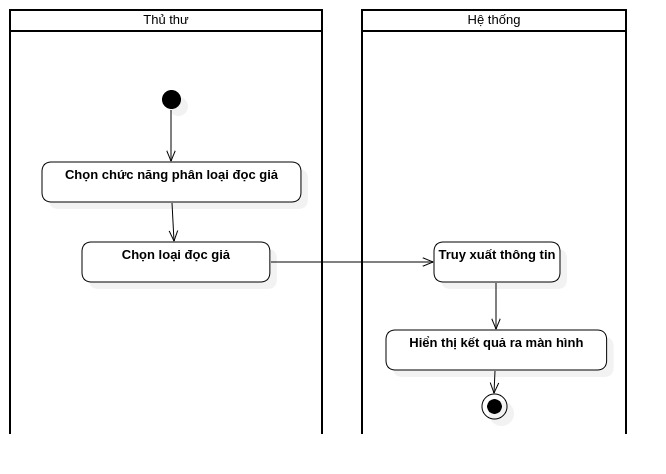 Thủ thư
Hệ thống
Chọn chức năng phân loại đọc giả
Chọn loại đọc giả
Truy xuất thông tin
Hiển thị kết quả ra màn hình